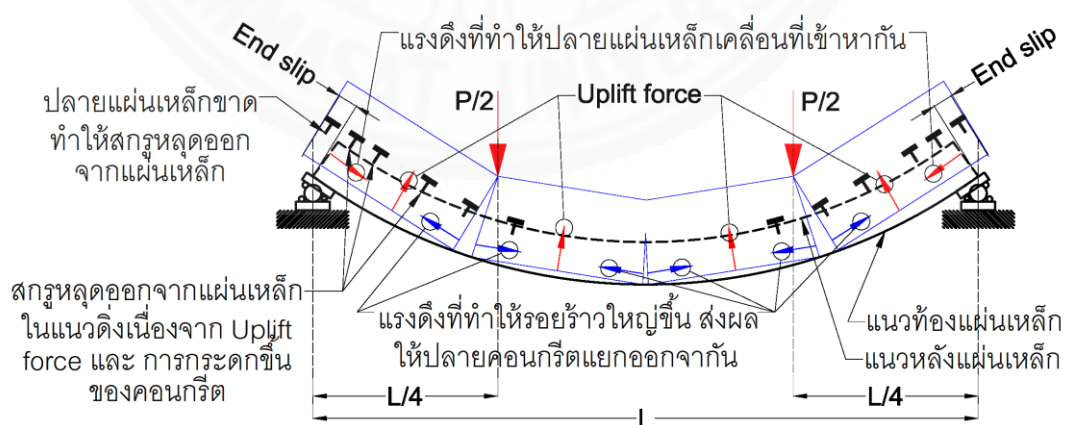 End slip
แรงดึงที่ทำให้ปลายแผ่นเหล็กเคลื่อนที่เข้าหากัน
End slip
ปลายแผ่นเหล็กขาด
ทำให้สกรูหลุดออก
จากแผ่นเหล็ก
P/2
Uplift force
P/2
สกรูหลุดออกจากแผ่นเหล็ก
ในแนวดิ่งเนื่องจาก Uplift
force และ การกระดกขึ้น
ของคอนกรีต
แรงดึงที่ทำให้รอยร้าวใหญ่ขึ้น ส่งผล
ให้ปลายคอนกรีตแยกออกจากัน
แนวท้องแผ่นเหล็ก
แนวหลังแผ่นเหล็ก
L/4
L/4
L